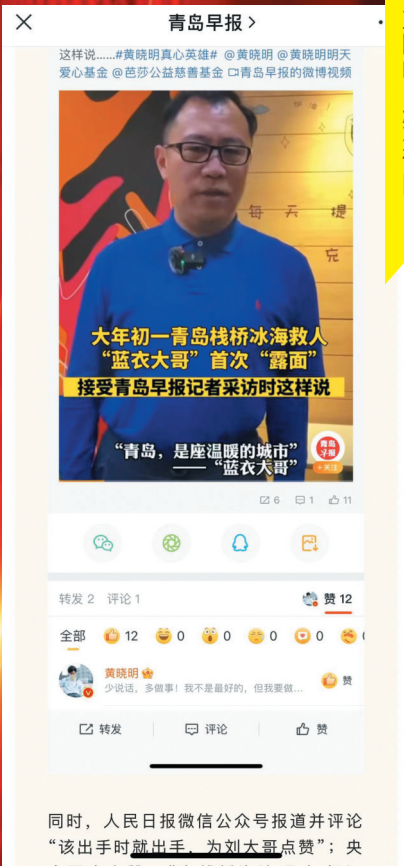 青岛早报 >
这样说......#黄晓明真心英雄# @黄晓明 @黄晓明明天
爱心基金 @芭莎公益慈善基金 青岛早报的微博视频
每 天 提
充
大年初一青岛栈桥冰海救人
“蓝衣大哥”首次“露面”
接受青岛早报记者采访时这样说
“青岛，是座温暖的城市”
——“蓝衣大哥”
青岛
早报
+关注
6 1 11
转发 2 评论 1 赞 12
全部 12 0 0 0 0
黄晓明
少说话，多做事！我不是最好的，但我要做...
赞
转发 评论 赞
同时，人民日报微信公众号报道并评论
“该出手时就出手，为刘大哥点赞”；央